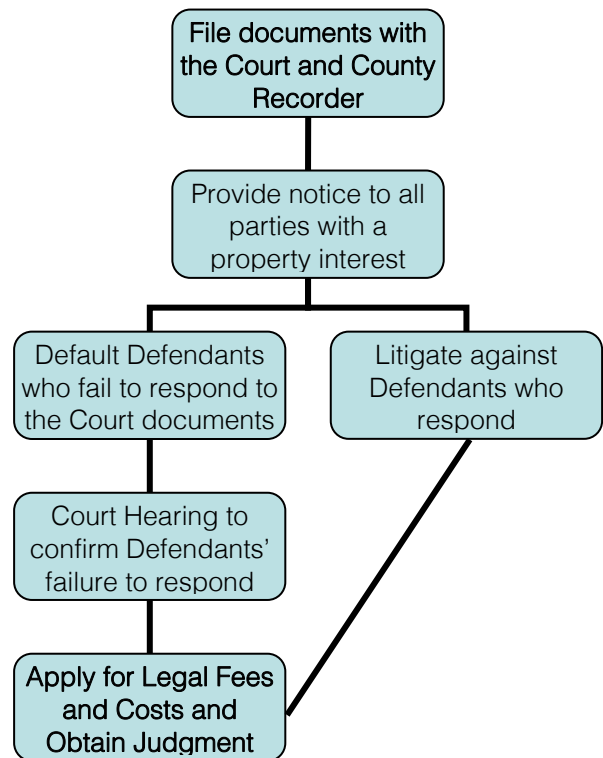 File documents with
the Court and County
Recorder
Provide notice to all
parties with a
property interest
Default Defendants
who fail to respond to
the Court documents
Litigate against
Defendants who
respond
Court Hearing to
confirm Defendants’
failure to respond
Apply for Legal Fees
and Costs and
Obtain Judgment